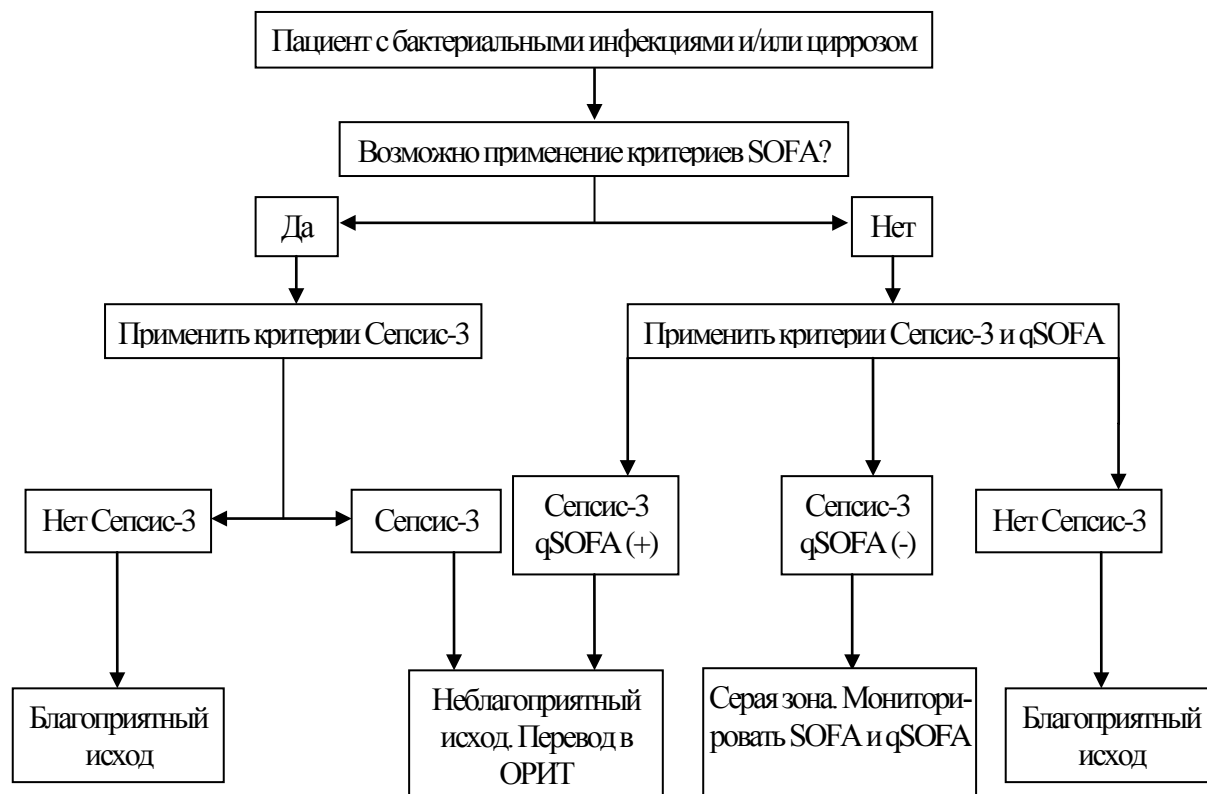 Пациент с бактериальными инфекциями и/или циррозом
Возможно применение критериев SOFA?
Да
Нет
Применить критерии Сепсис-3
Применить критерии Сепсис-3 и qSOFA
Нет Сепсис-3
Сепсис-3
Сепсис-3
qSOFA (+)
Сепсис-3
qSOFA (-)
Нет Сепсис-3
Благоприятный
исход
Неблагоприятный
исход. Перевод в
ОРИТ
Серая зона. Монитори-
ровать SOFA и qSOFA
Благоприятный
исход